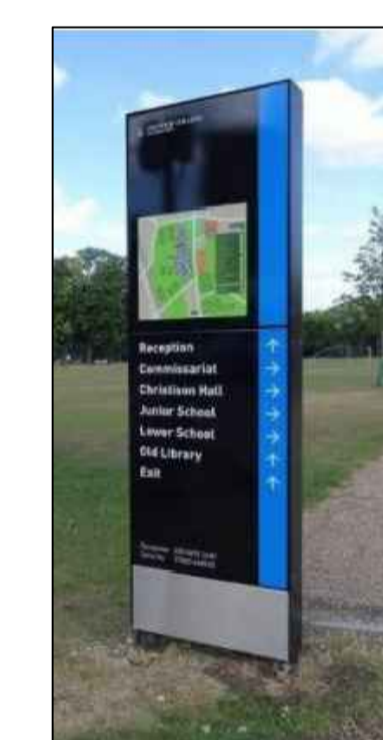 Reception ↑
Commissariat →
Christison Hall →
Junior School →
Lower School →
Old Library ↑
Exit ↑